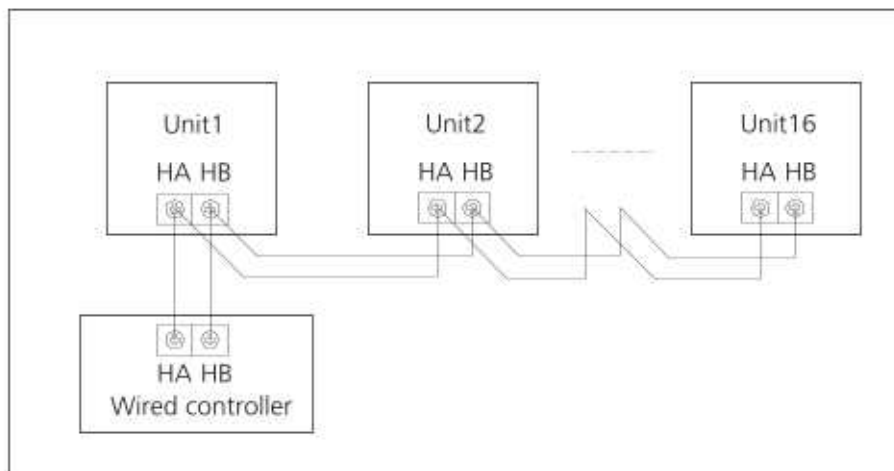 Unit1
HA HB
Unit2
HA HB
Unit16
HA HB
HA HB
Wired controller